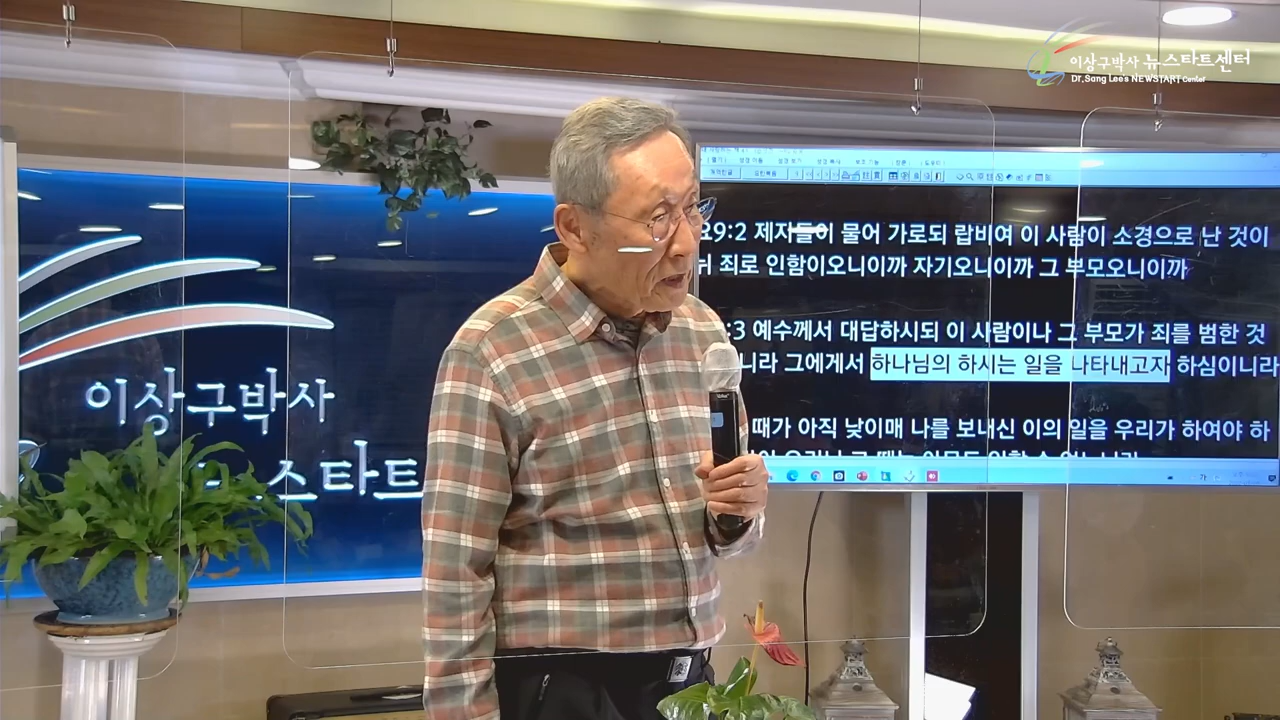 이상구박사 뉴스타트센터
Dr. Sang Lee's NEWSTART Center
이상구박사
스타트
9:2 제자들이 물어 가로되 랍비여 이 사람이 소경으로 난 것이
죄로 인함이오니이까 자기오니이까 그 부모오니이까
:3 예수께서 대답하시되 이 사람이나 그 부모가 죄를 범한 것
니라 그에게서 하나님의 하시는 일을 나타내고자 하심이니라
때가 아직 낮이매 나를 보내신 이의 일을 우리가 하여야 하